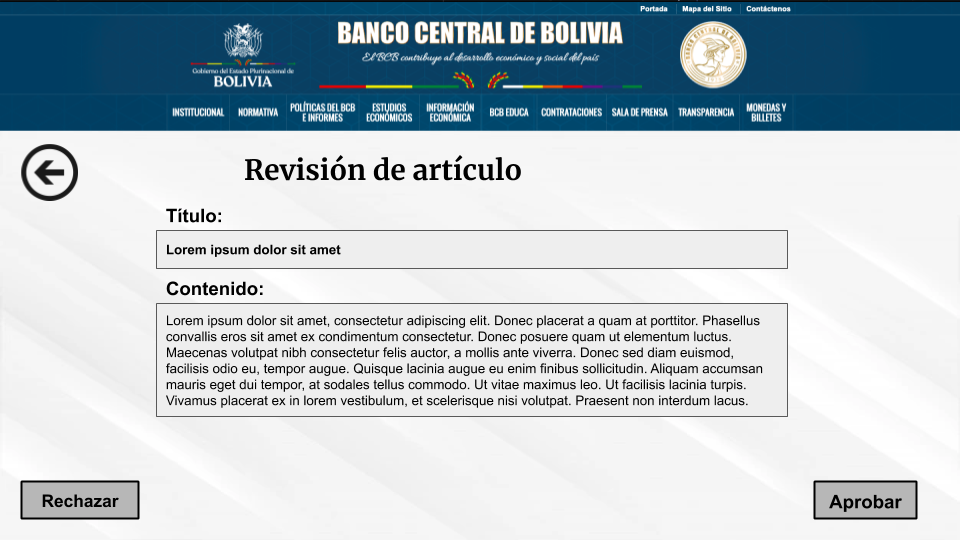 Portada Mapa del Sitio Contáctenos
BANCO CENTRAL DE BOLIVIA
El BCB contribuye al desarrollo económico y social del país
Gobierno del Estado Plurinacional de
BOLIVIA
BANCO CENTRAL DE BOLIVIA
INSTITUCIONAL
NORMATIVA
POLÍTICAS DEL BCB
E INFORMES
ESTUDIOS
ECONÓMICOS
INFORMACIÓN
ECONÓMICA
BCB EDUCA
CONTRATACIONES
SALA DE PRENSA
TRANSPARENCIA
MONEDAS Y
BILLETES
Revisión de artículo
Título:
Lorem ipsum dolor sit amet
Contenido:
Lorem ipsum dolor sit amet, consectetur adipiscing elit. Donec placerat a quam at porttitor. Phasellus
convallis eros sit amet ex condimentum consectetur. Donec posuere quam ut elementum luctus.
Maecenas volutpat nibh consectetur felis auctor, a mollis ante viverra. Donec sed diam euismod,
facilisis odio eu, tempor augue. Quisque lacinia augue eu enim finibus sollicitudin. Aliquam accumsan
mauris eget dui tempor, at sodales tellus commodo. Ut vitae maximus leo. Ut facilisis lacinia turpis.
Vivamus placerat ex in lorem vestibulum, et scelerisque nisi volutpat. Praesent non interdum lacus.
Rechazar
Aprobar